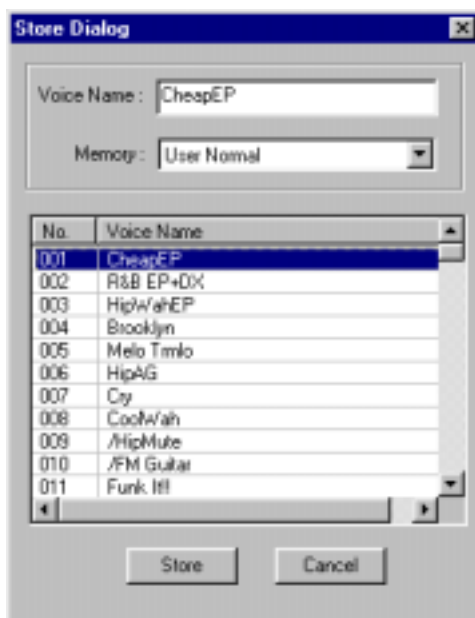 Store Dialog
Voice Name : CheapEP
Memory : User Normal
No. Voice Name
001 CheapEP
002 R&B EP+DX
003 HipWahEP
004 Brooklyn
005 Melo Trmlo
006 HipAG
007 Cry
008 CoolWah
009 /HipMute
010 /FM Guitar
011 Funk It!!
Store Cancel